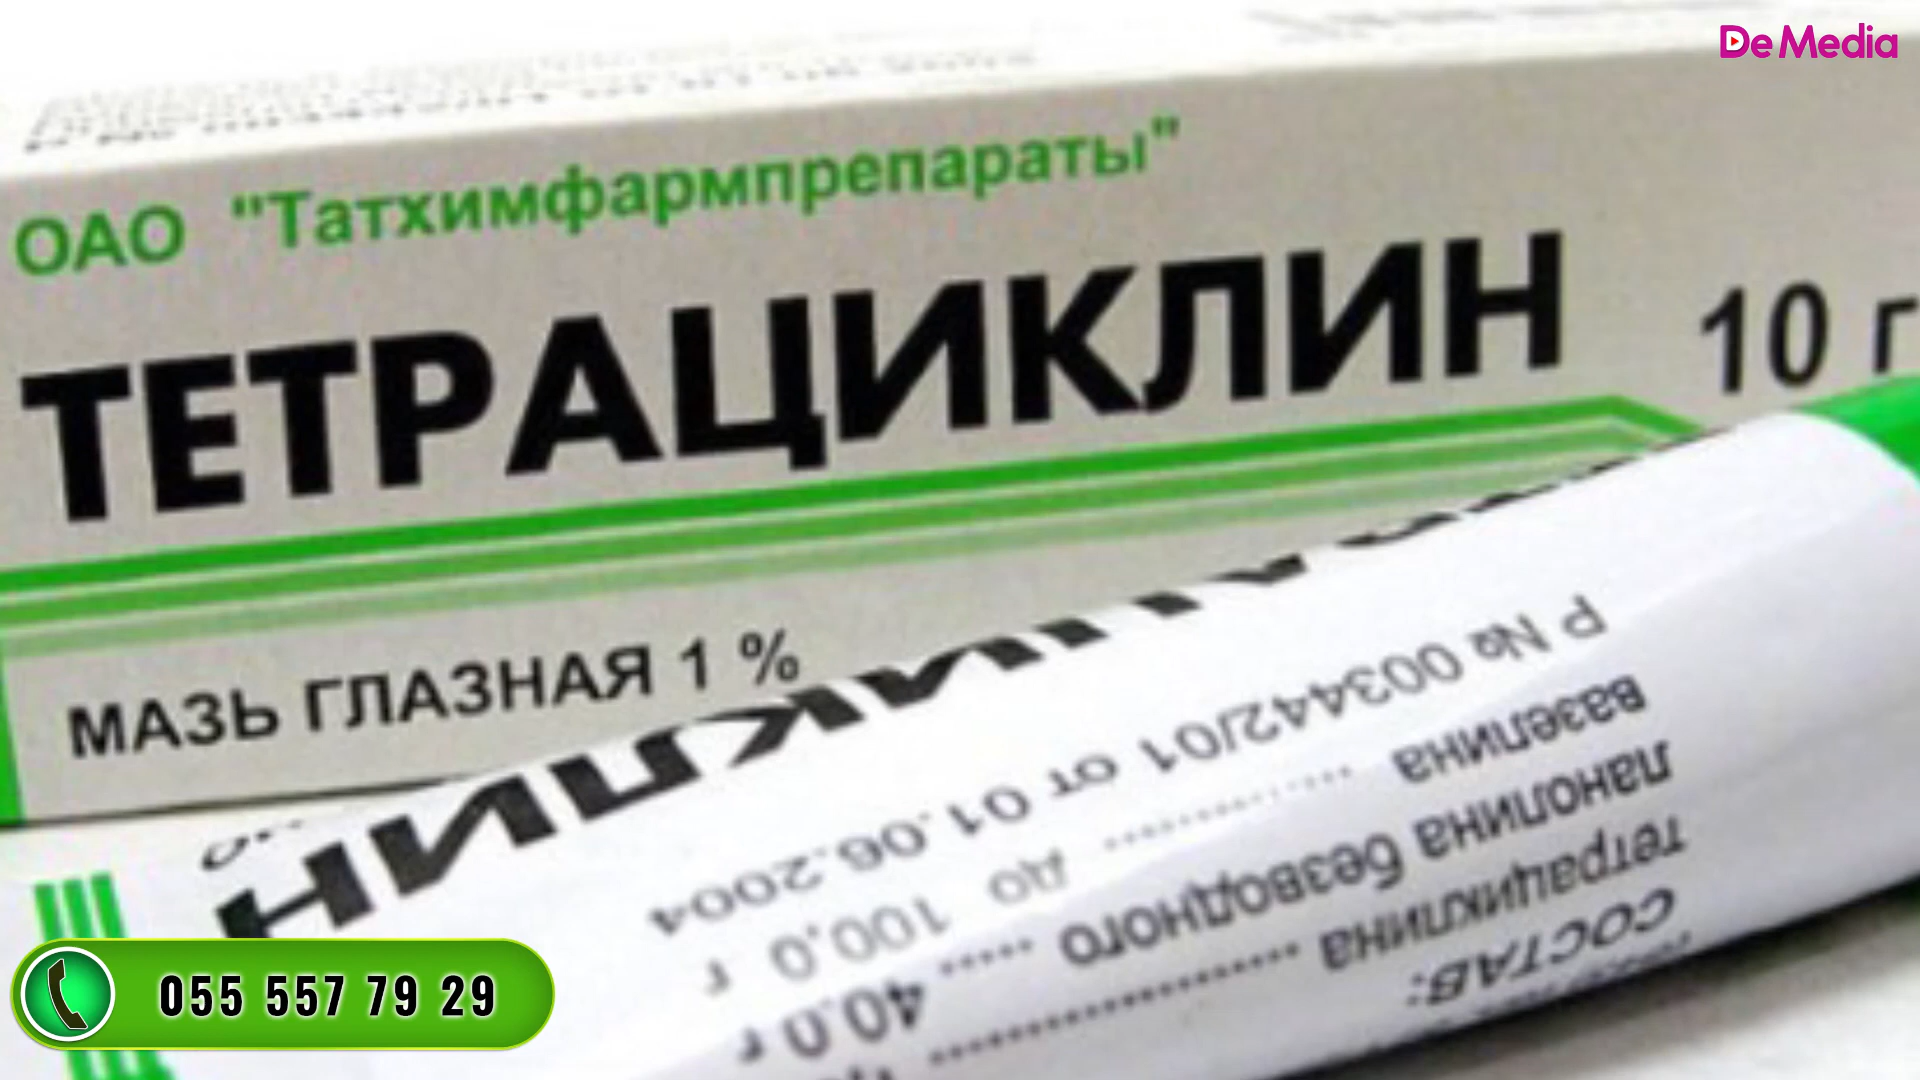 De Media
ОАО "Татхимфармпрепараты"
ТЕТРАЦИКЛИН 10 г
МАЗЬ ГЛАЗНАЯ 1 %
СОСТАВ:
тетрациклина
ланолина безводного 40,0 г
вазелина до 100,0 г
Р № 003442/01 от 01.06.2004
055 557 79 29